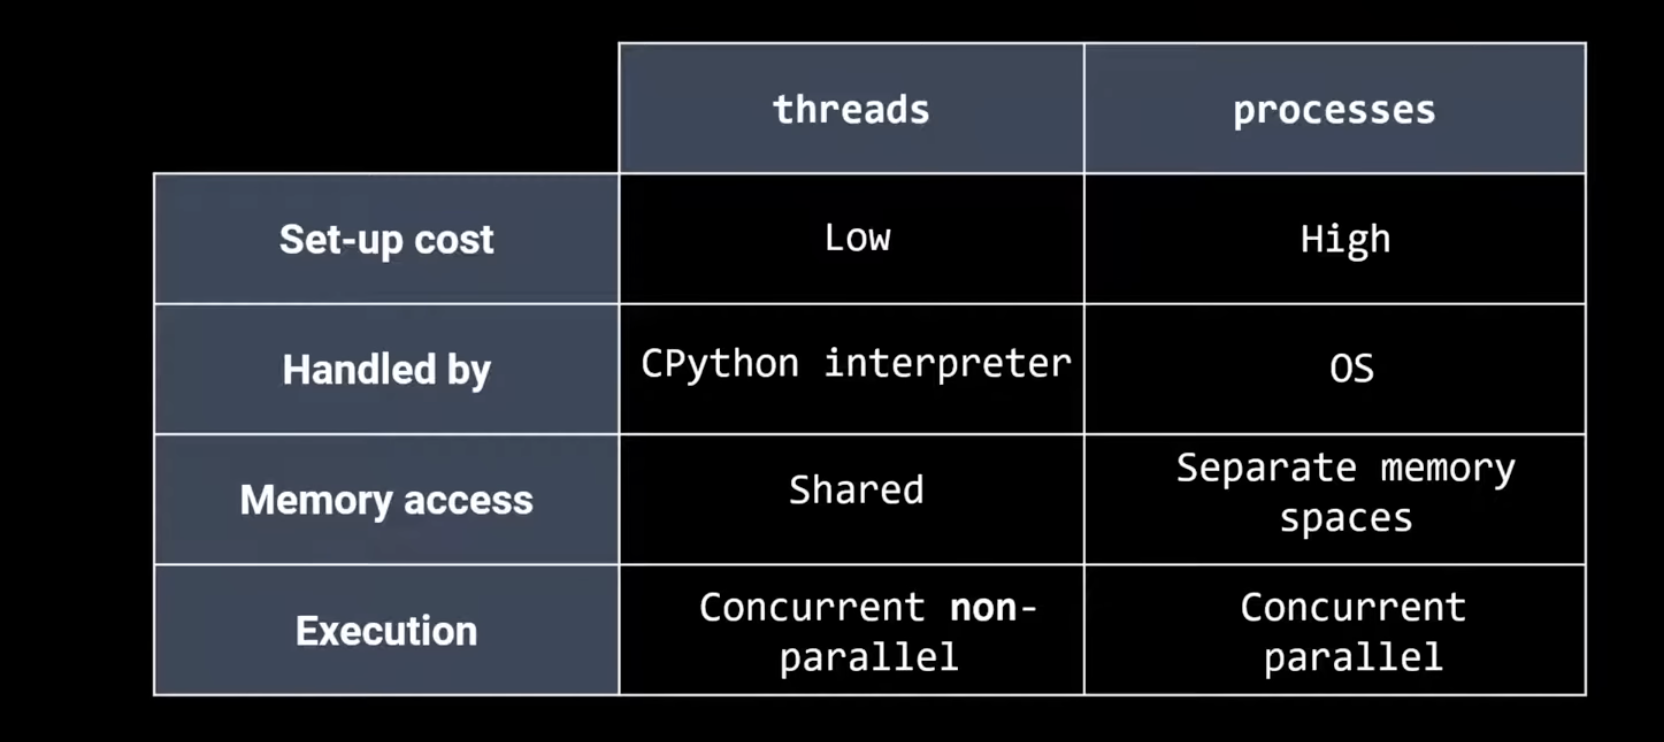 threads processes
Set-up cost Low High
Handled by CPython interpreter OS
Memory access Shared Separate memory
spaces
Execution Concurrent non- Concurrent
parallel parallel